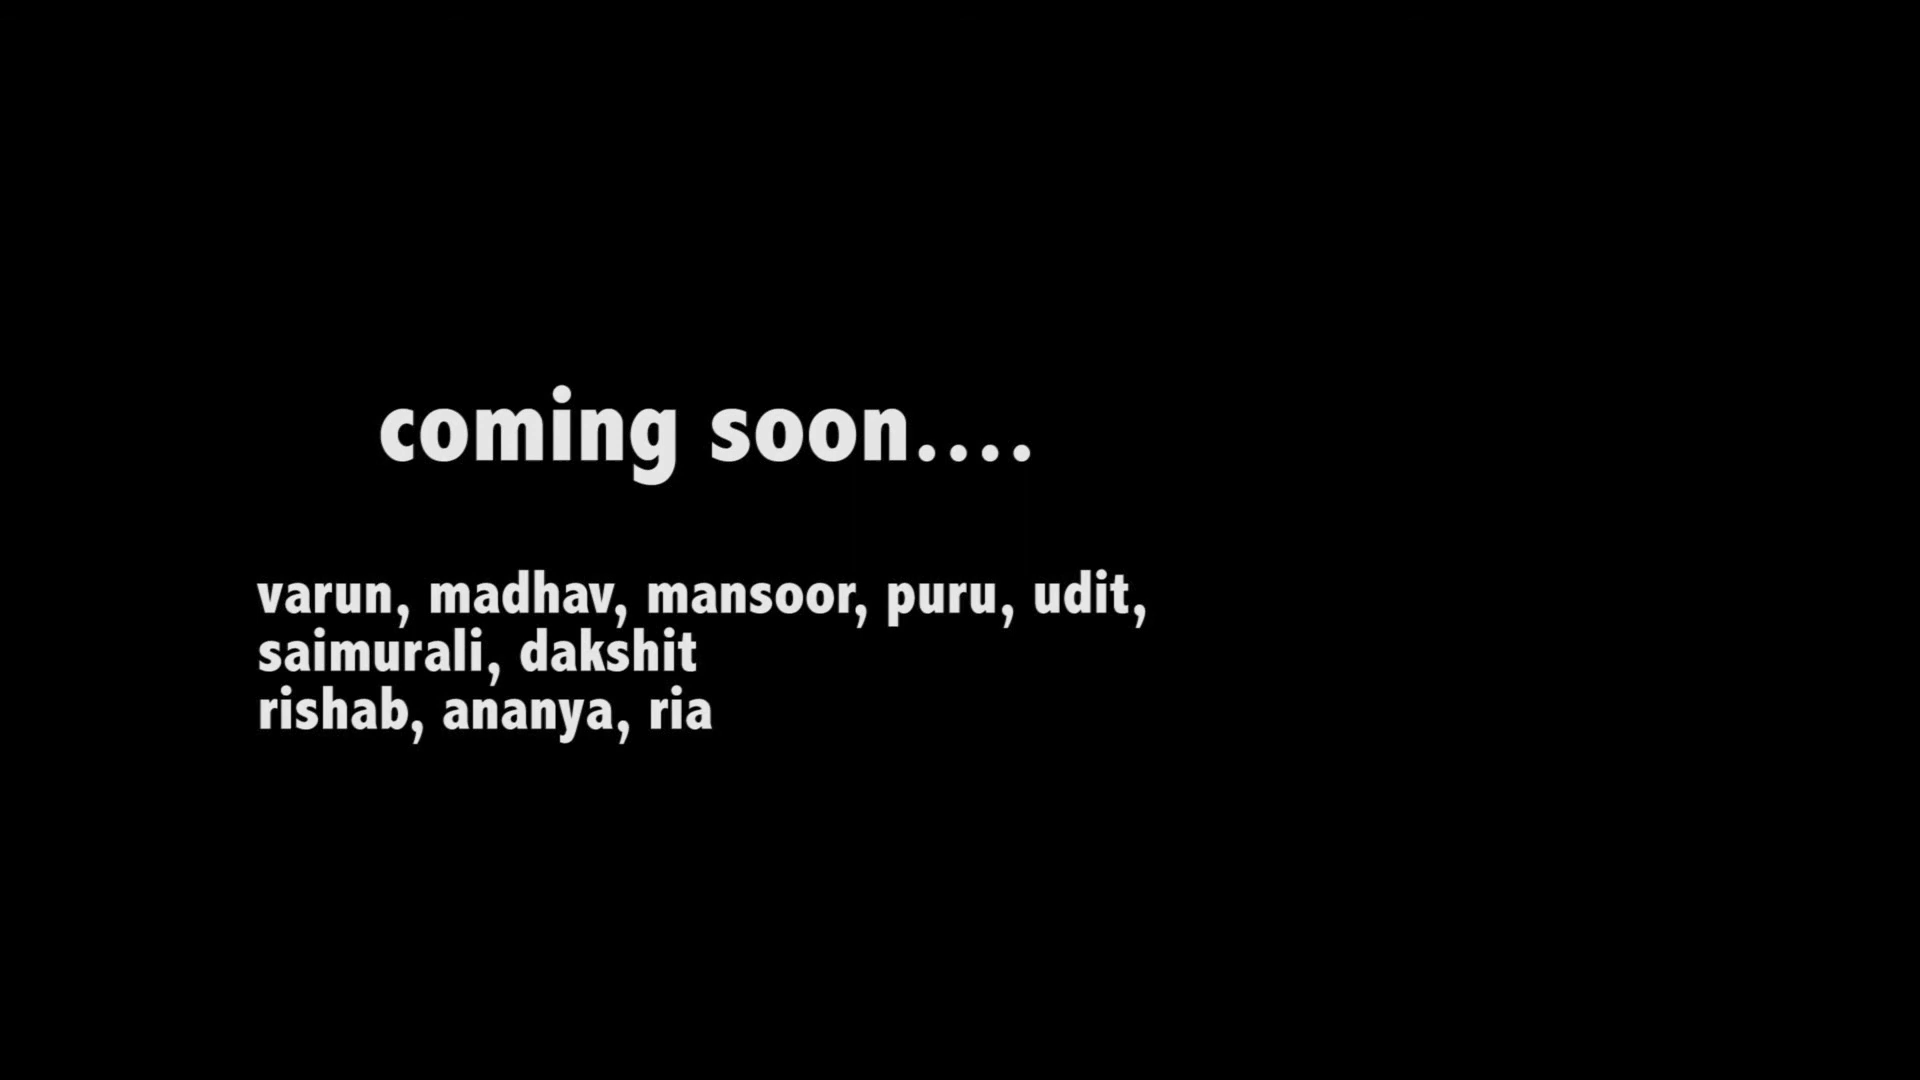 coming soon....
varun, madhav, mansoor, puru, udit,
saimurali, dakshit
rishab, ananya, ria